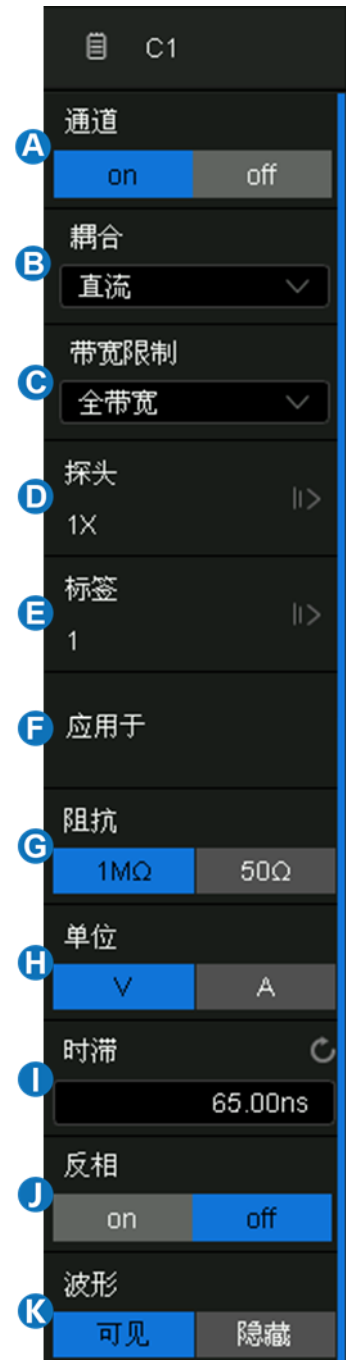 C1
A
通道
on off
B
耦合
直流
C
带宽限制
全带宽
D
探头
1X
E
标签
1
F
应用于
G
阻抗
1MΩ 50Ω
H
单位
V A
I
时滞
65.00ns
J
反相
on off
K
波形
可见 隐藏